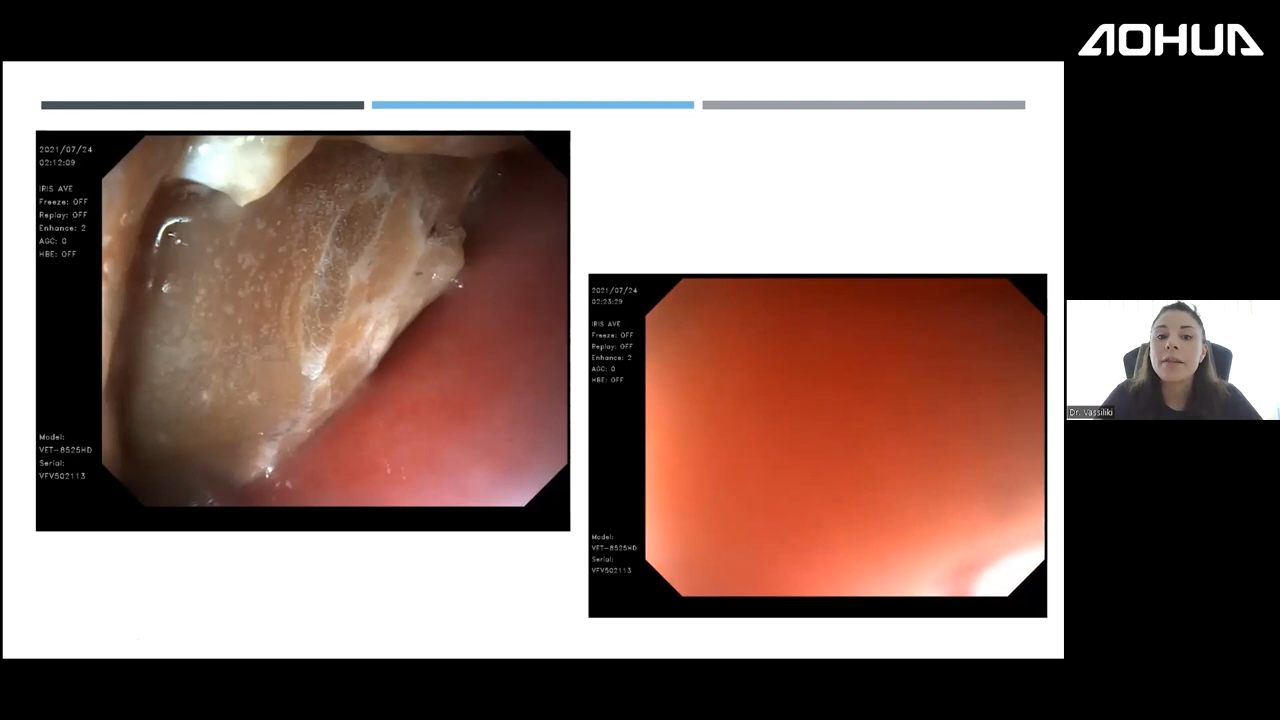 AOHUA
2021/07/24
02:12:09
IRIS AVE
Freeze: OFF
Replay: OFF
Enhance: 2
AGC: 0
HBE: OFF
Model:
VET-8525HD
Serial:
VFV502113
2021/07/24
02:23:29
IRIS AVE
Freeze: OFF
Replay: OFF
Enhance: 2
AGC: 0
HBE: OFF
Model:
VET-8525HD
Serial:
VFV502113
Dr. Vassiliki